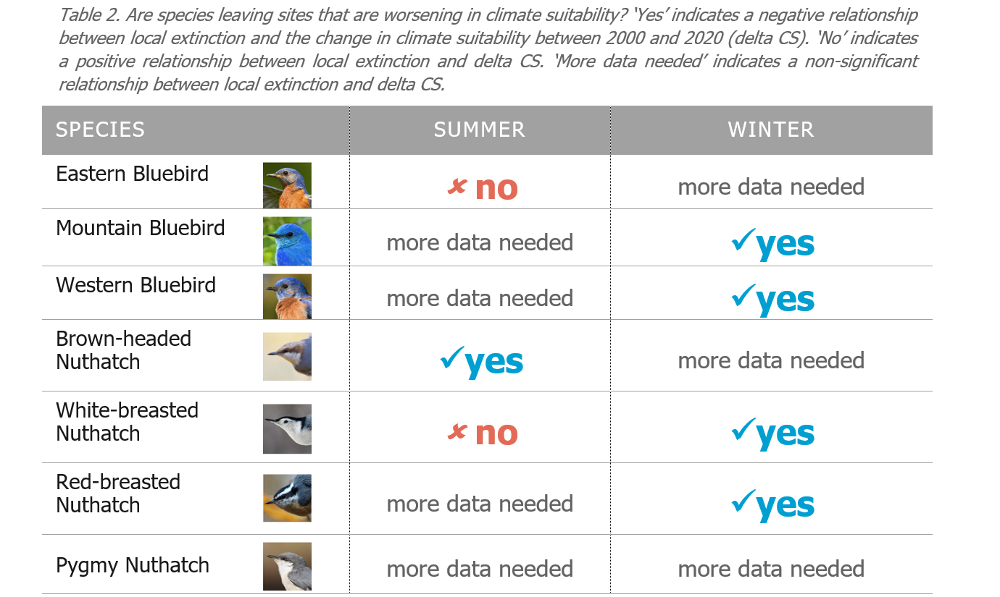 Table 2. Are species leaving sites that are worsening in climate suitability? ‘Yes’ indicates a negative relationship
between local extinction and the change in climate suitability between 2000 and 2020 (delta CS). ‘No’ indicates
a positive relationship between local extinction and delta CS. ‘More data needed’ indicates a non-significant
relationship between local extinction and delta CS.
SPECIES SUMMER WINTER
Eastern Bluebird ✘ no more data needed
Mountain Bluebird more data needed ✓yes
Western Bluebird more data needed ✓yes
Brown-headed
Nuthatch ✓yes more data needed
White-breasted
Nuthatch ✘ no ✓yes
Red-breasted
Nuthatch more data needed ✓yes
Pygmy Nuthatch more data needed more data needed